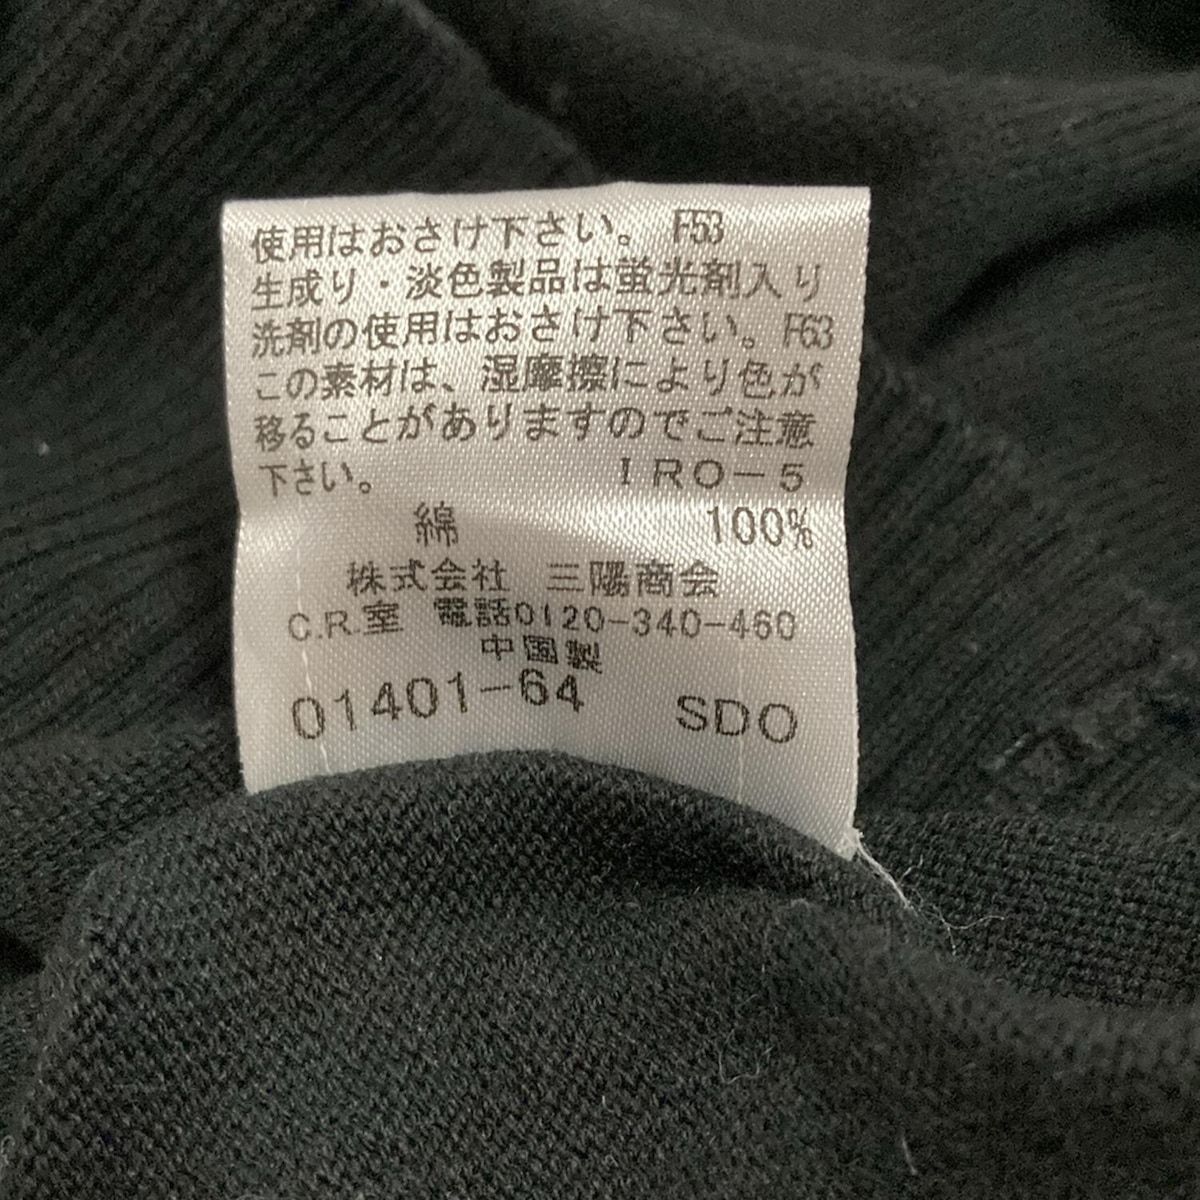 使用はおさけ下さい。 F53
生成り・淡色製品は蛍光剤入り
洗剤の使用はおさけ下さい。F63
この素材は、湿摩擦により色が
移ることがありますのでご注意
下さい。 IRO-5
綿 100%
株式会社 三陽商会
C.R.室 電話0120-340-460
中国製
01401-64 SDO